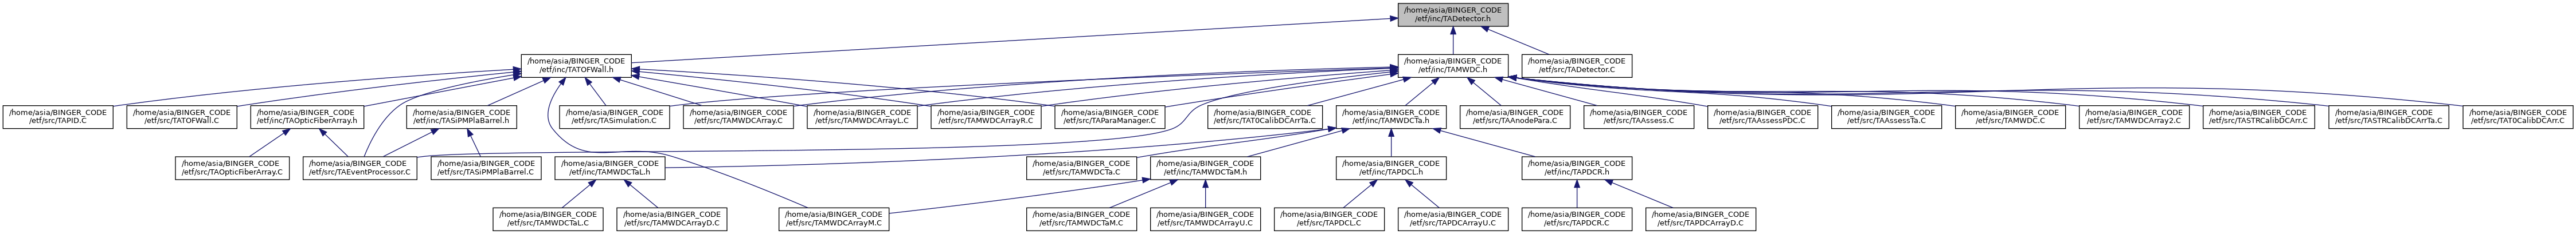 /home/asia/BINGER_CODE
/etf/inc/TADetector.h
/home/asia/BINGER_CODE
/etf/inc/TATOFWall.h
/home/asia/BINGER_CODE
/etf/inc/TAMWDC.h
/home/asia/BINGER_CODE
/etf/src/TADetector.C
/home/asia/BINGER_CODE
/etf/src/TAPID.C
/home/asia/BINGER_CODE
/etf/src/TATOFWall.C
/home/asia/BINGER_CODE
/etf/inc/TAOpticFiberArray.h
/home/asia/BINGER_CODE
/etf/inc/TASiPMPlaBarrel.h
/home/asia/BINGER_CODE
/etf/src/TASimulation.C
/home/asia/BINGER_CODE
/etf/src/TAMWDCArray.C
/home/asia/BINGER_CODE
/etf/src/TAMWDCArrayL.C
/home/asia/BINGER_CODE
/etf/src/TAMWDCArrayR.C
/home/asia/BINGER_CODE
/etf/src/TAParaManager.C
/home/asia/BINGER_CODE
/etf/src/TAT0CalibDCArrTa.C
/home/asia/BINGER_CODE
/etf/inc/TAMWDCTa.h
/home/asia/BINGER_CODE
/etf/src/TAAnodePara.C
/home/asia/BINGER_CODE
/etf/src/TAAssess.C
/home/asia/BINGER_CODE
/etf/src/TAAssessPDC.C
/home/asia/BINGER_CODE
/etf/src/TAAssessTa.C
/home/asia/BINGER_CODE
/etf/src/TAMWDC.C
/home/asia/BINGER_CODE
/etf/src/TAMWDCArray2.C
/home/asia/BINGER_CODE
/etf/src/TASTRCalibDCArr.C
/home/asia/BINGER_CODE
/etf/src/TASTRCalibDCArrTa.C
/home/asia/BINGER_CODE
/etf/src/TAT0CalibDCArr.C
/home/asia/BINGER_CODE
/etf/src/TAOpticFiberArray.C
/home/asia/BINGER_CODE
/etf/src/TAEventProcessor.C
/home/asia/BINGER_CODE
/etf/src/TASiPMPlaBarrel.C
/home/asia/BINGER_CODE
/etf/inc/TAMWDCTaL.h
/home/asia/BINGER_CODE
/etf/src/TAMWDCTa.C
/home/asia/BINGER_CODE
/etf/inc/TAMWDCTaM.h
/home/asia/BINGER_CODE
/etf/inc/TAPDCL.h
/home/asia/BINGER_CODE
/etf/inc/TAPDCR.h
/home/asia/BINGER_CODE
/etf/src/TAMWDCTaL.C
/home/asia/BINGER_CODE
/etf/src/TAMWDCArrayD.C
/home/asia/BINGER_CODE
/etf/src/TAMWDCArrayM.C
/home/asia/BINGER_CODE
/etf/src/TAMWDCTaM.C
/home/asia/BINGER_CODE
/etf/src/TAMWDCArrayU.C
/home/asia/BINGER_CODE
/etf/src/TAPDCL.C
/home/asia/BINGER_CODE
/etf/src/TAPDCArrayU.C
/home/asia/BINGER_CODE
/etf/src/TAPDCR.C
/home/asia/BINGER_CODE
/etf/src/TAPDCArrayD.C